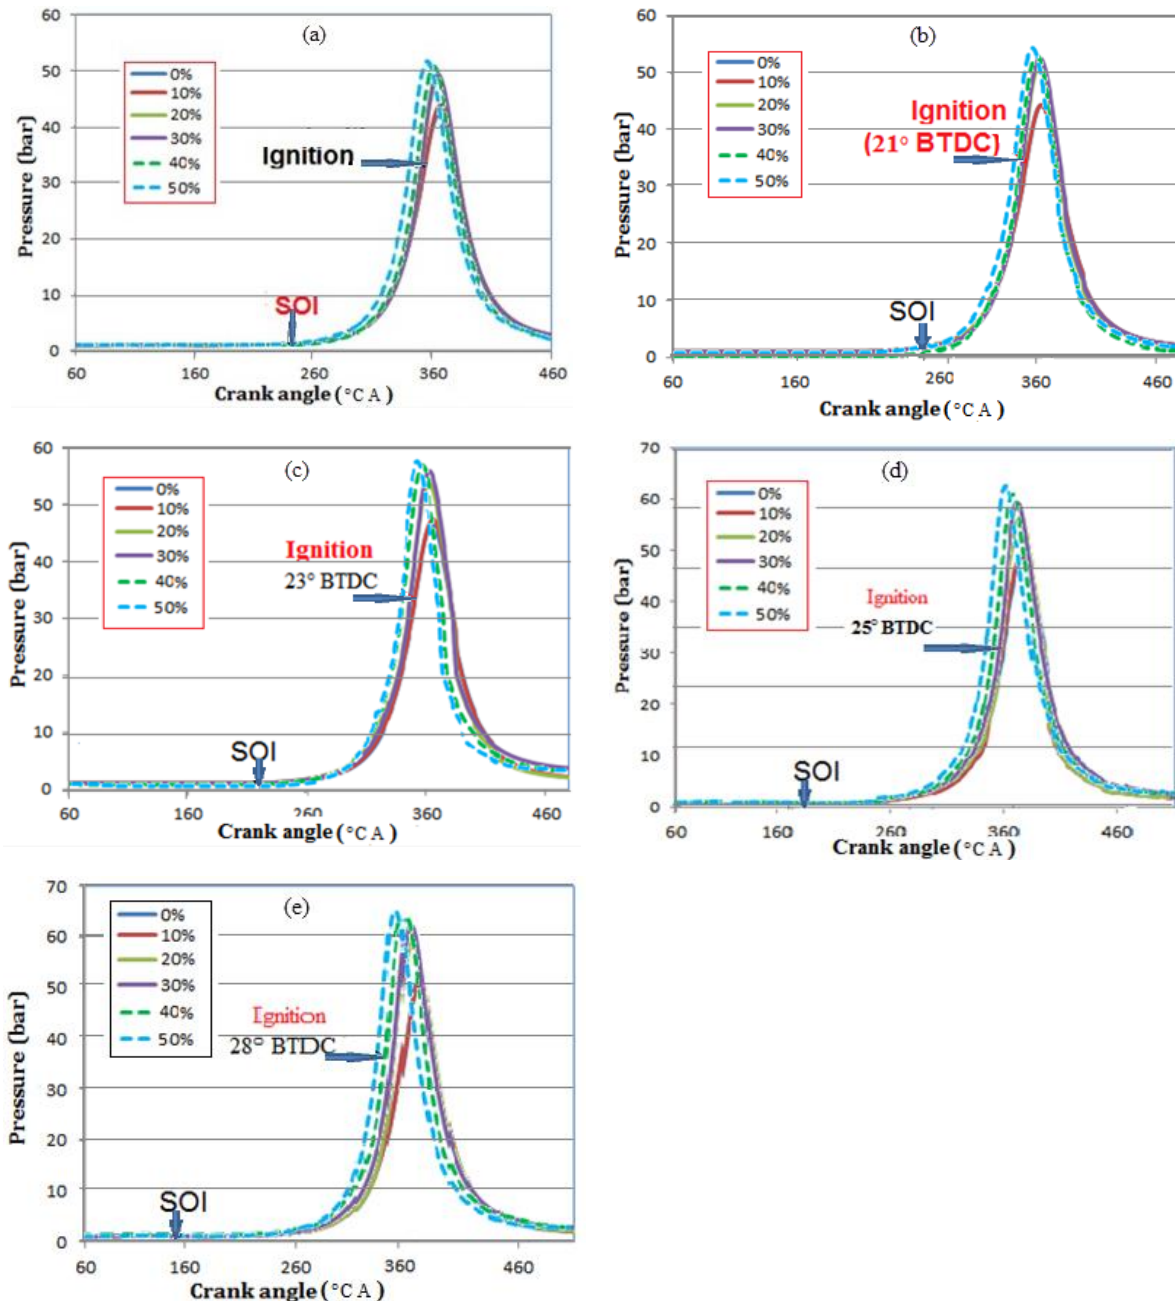 (a)
60
50
40
30
20
10
0
Pressure (bar)
0%
10%
20%
30%
40%
50%
Ignition
SOI
60 160 260 360 460
Crank angle (°C A )
(b)
60
50
40
30
20
10
0
Pressure (bar)
0%
10%
20%
30%
40%
50%
Ignition
(21° BTDC)
SOI
60 160 260 360 460
Crank angle (°C A )
(c)
60
50
40
30
20
10
0
Pressure (bar)
0%
10%
20%
30%
40%
50%
Ignition
23° BTDC
SOI
60 160 260 360 460
Crank angle (°C A )
(d)
70
60
50
40
30
20
10
0
Pressure (bar)
0%
10%
20%
30%
40%
50%
Ignition
25° BTDC
SOI
60 160 260 360 460
Crank angle (°C A )
(e)
70
60
50
40
30
20
10
0
Pressure (bar)
0%
10%
20%
30%
40%
50%
Ignition
28° BTDC
SOI
60 160 260 360 460
Crank angle (°C A )